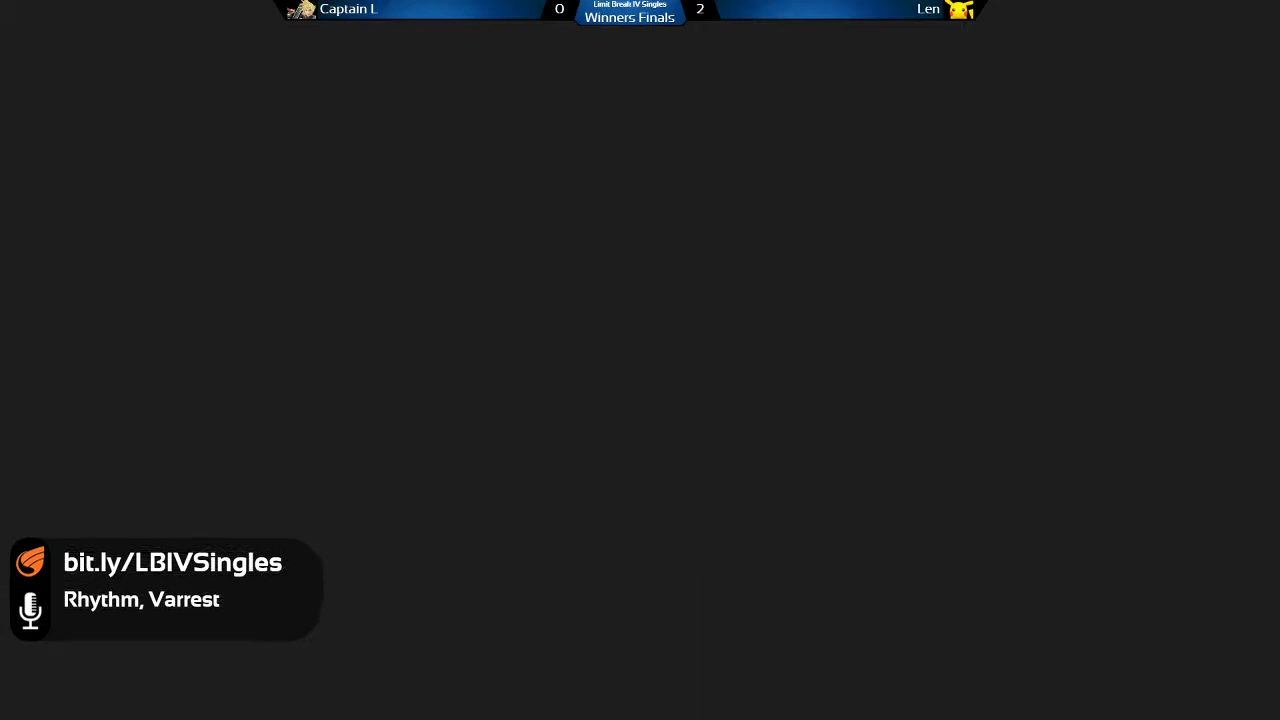 Captain L
0
Limit Break IV Singles
Winners Finals
2
Len
bit.ly/LBIVSingles
Rhythm, Varrest